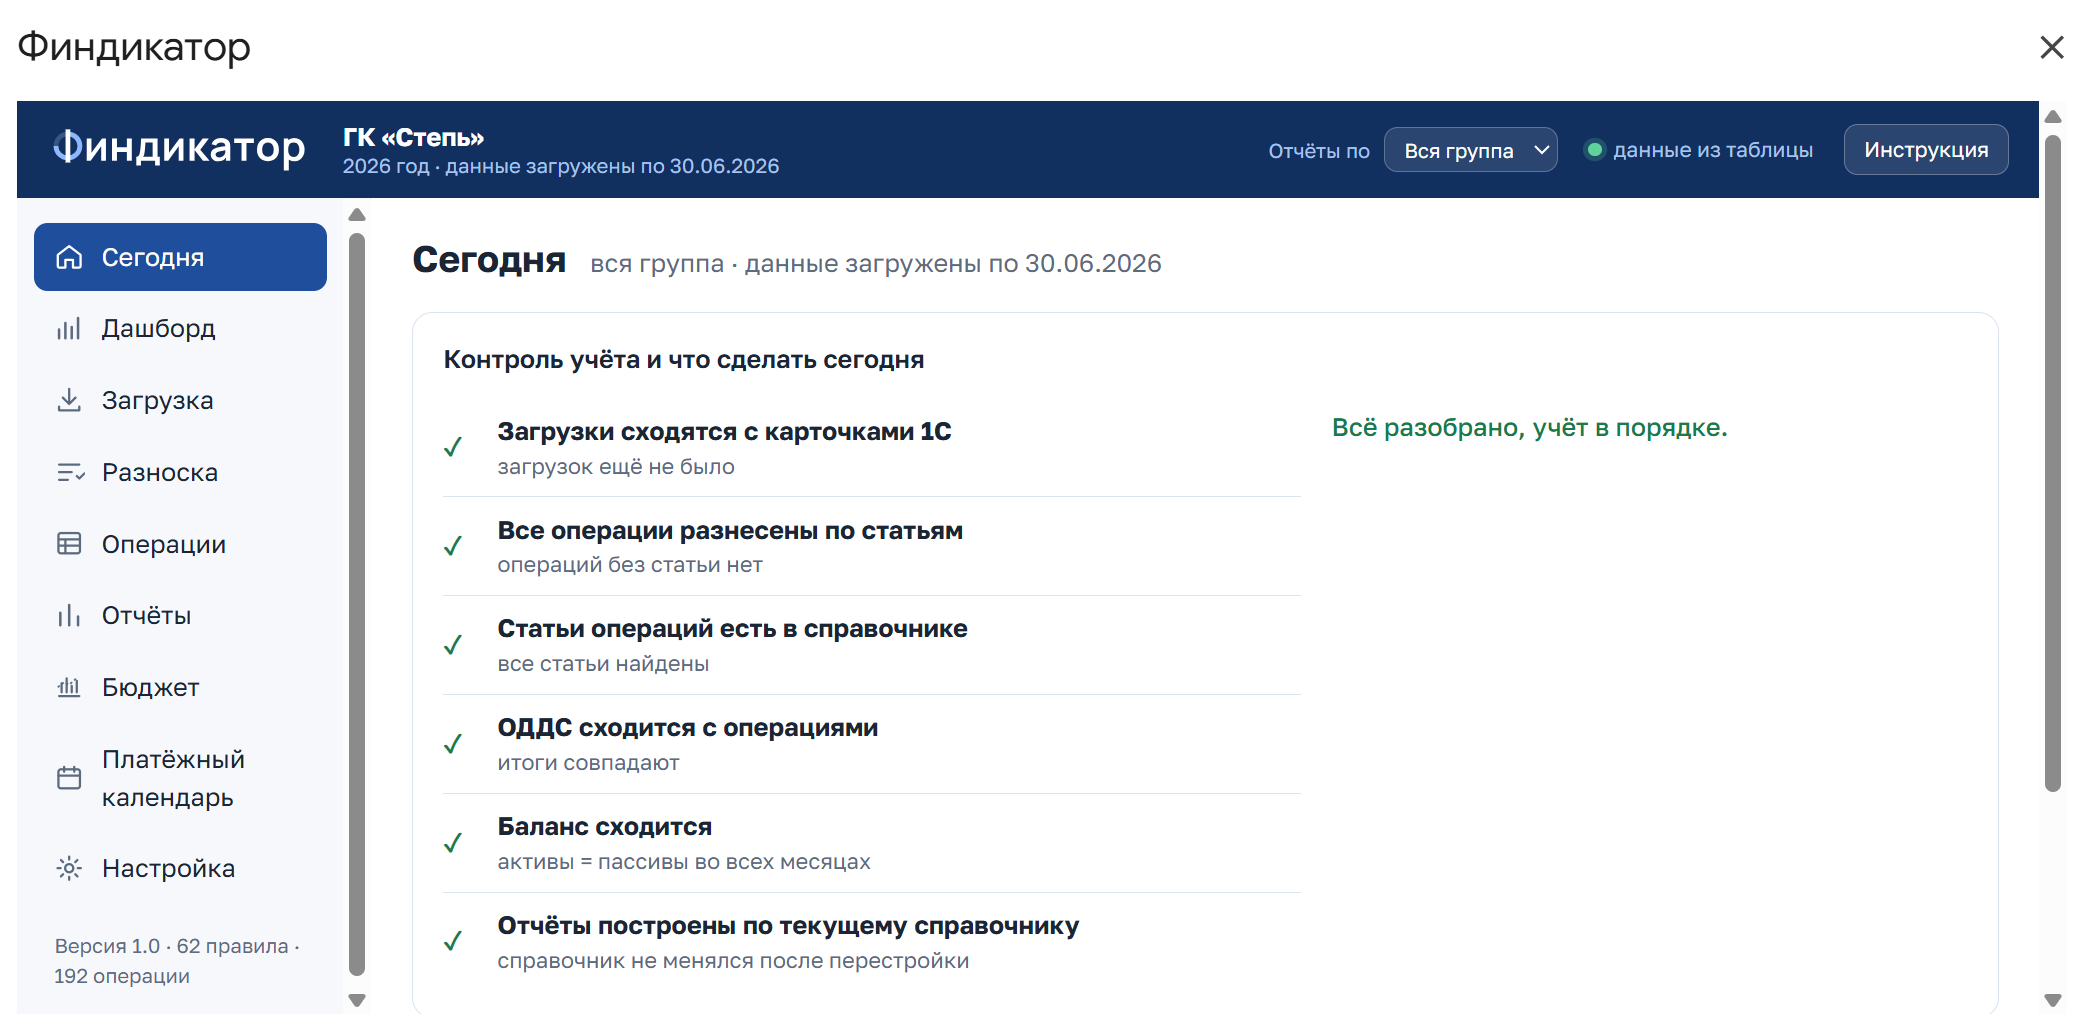 Финдикатор
Финдикатор
ГК «Степь»
2026 год · данные загружены по 30.06.2026
Отчёты по
Вся группа
данные из таблицы
Инструкция
Сегодня
Дашборд
Загрузка
Разноска
Операции
Отчёты
Бюджет
Платёжный
календарь
Настройка
Версия 1.0 · 62 правила ·
192 операции
Сегодня вся группа · данные загружены по 30.06.2026
Контроль учёта и что сделать сегодня
Загрузки сходятся с карточками 1С
загрузок ещё не было
Все операции разнесены по статьям
операций без статьи нет
Статьи операций есть в справочнике
все статьи найдены
ОДДС сходится с операциями
итоги совпадают
Баланс сходится
активы = пассивы во всех месяцах
Отчёты построены по текущему справочнику
справочник не менялся после перестройки
Всё разобрано, учёт в порядке.